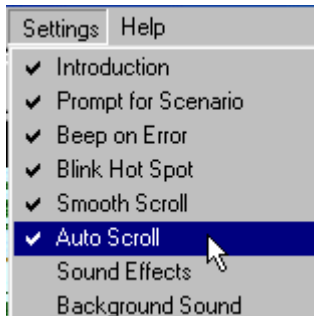 Settings Help
Introduction
Prompt for Scenario
Beep on Error
Blink Hot Spot
Smooth Scroll
Auto Scroll
Sound Effects
Background Sound